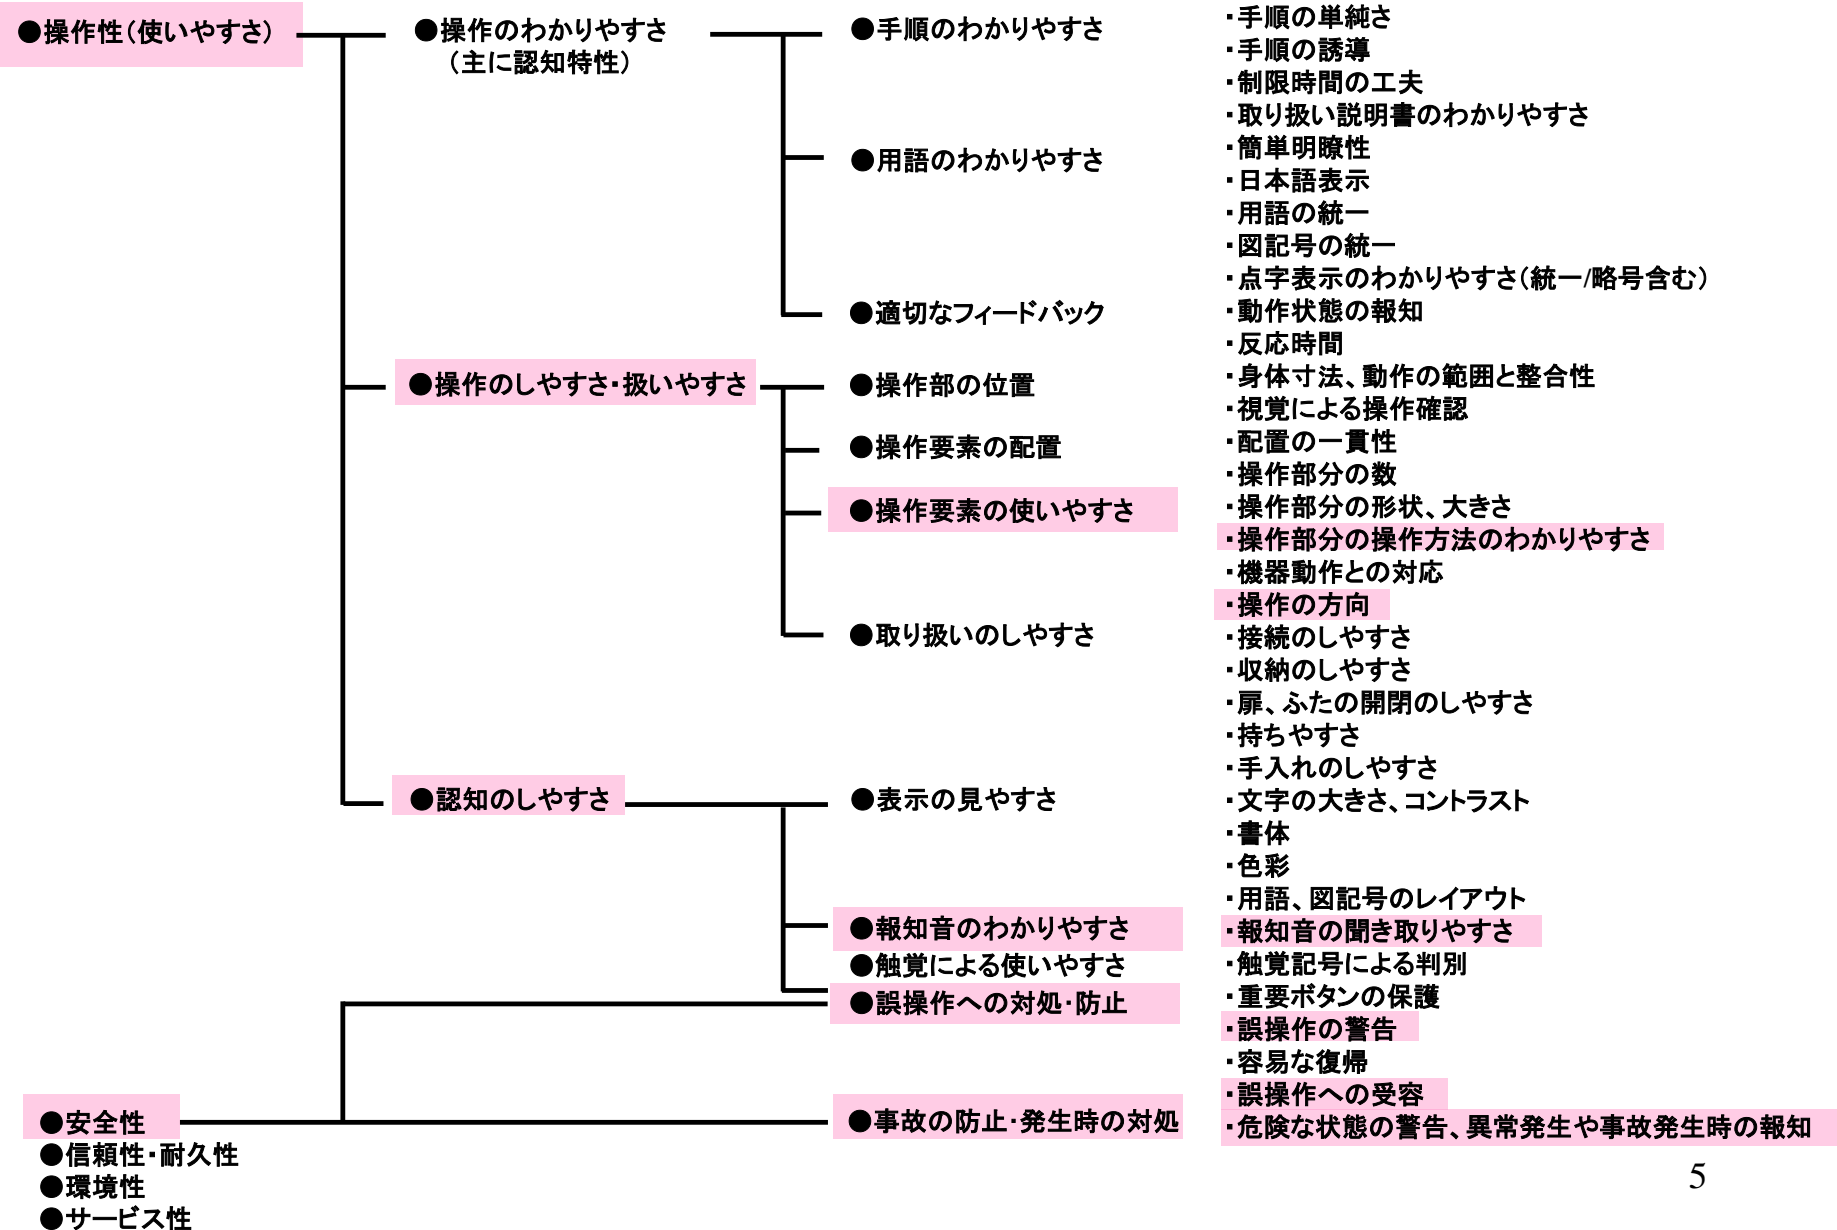 ●操作性(使いやすさ)
●操作のわかりやすさ
(主に認知特性)
●手順のわかりやすさ
●用語のわかりやすさ
●適切なフィードバック
●操作のしやすさ・扱いやすさ
●操作部の位置
●操作要素の配置
●操作要素の使いやすさ
●取り扱いのしやすさ
●認知のしやすさ
●表示の見やすさ
●報知音のわかりやすさ
●触覚による使いやすさ
●誤操作への対処・防止
●安全性
●事故の防止・発生時の対処
●信頼性・耐久性
●環境性
●サービス性
・手順の単純さ
・手順の誘導
・制限時間の工夫
・取り扱い説明書のわかりやすさ
・簡単明瞭性
・日本語表示
・用語の統一
・図記号の統一
・点字表示のわかりやすさ(統一/略号含む)
・動作状態の報知
・反応時間
・身体寸法、動作の範囲と整合性
・視覚による操作確認
・配置の一貫性
・操作部分の数
・操作部分の形状、大きさ
・操作部分の操作方法のわかりやすさ
・機器動作との対応
・操作の方向
・接続のしやすさ
・収納のしやすさ
・扉、ふたの開閉のしやすさ
・持ちやすさ
・手入れのしやすさ
・文字の大きさ、コントラスト
・書体
・色彩
・用語、図記号のレイアウト
・報知音の聞き取りやすさ
・触覚記号による判別
・重要ボタンの保護
・誤操作の警告
・容易な復帰
・誤操作への受容
・危険な状態の警告、異常発生や事故発生時の報知
5